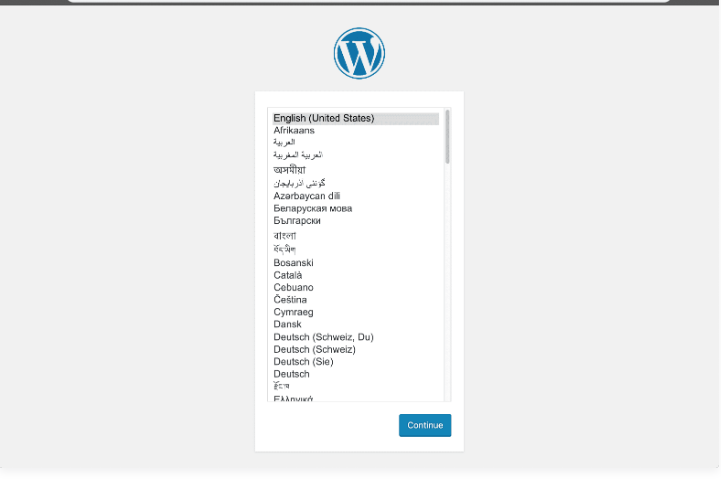 English (United States)
Afrikaans
العربية
العربية المغربية
অসমীয়া
گؤنئی آذربایجان
Azərbaycan dili
Беларуская мова
Български
বাংলা
བོད་ཡིག
Bosanski
Català
Cebuano
Čeština
Cymraeg
Dansk
Deutsch (Schweiz, Du)
Deutsch (Schweiz)
Deutsch (Sie)
Deutsch
རྫོང་ཁ
Ελληνικά
Continue